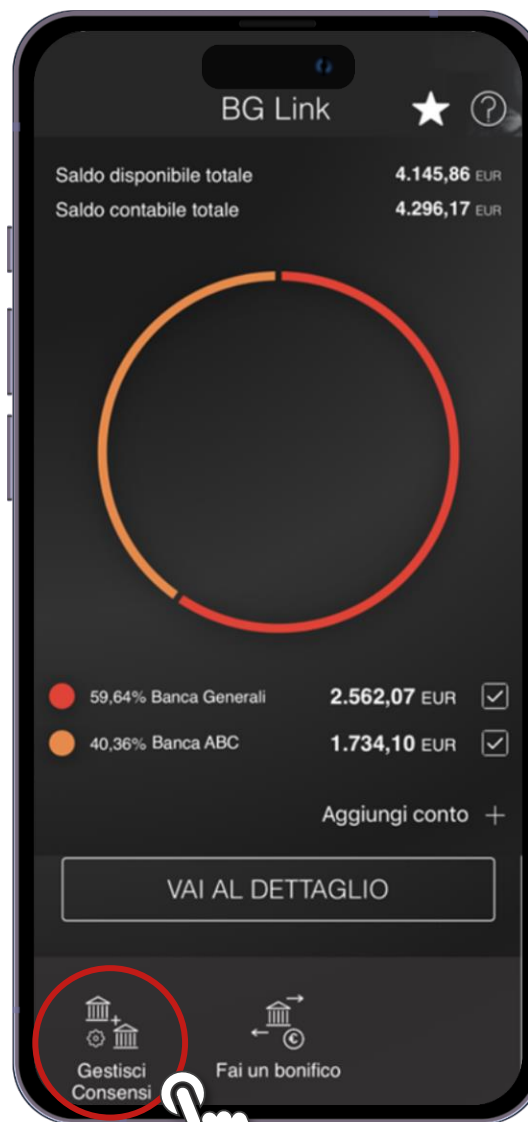 BG Link
Saldo disponibile totale 4.145,86 EUR
Saldo contabile totale 4.296,17 EUR
59,64% Banca Generali 2.562,07 EUR
40,36% Banca ABC 1.734,10 EUR
Aggiungi conto +
VAI AL DETTAGLIO
Gestisci Consensi
Fai un bonifico